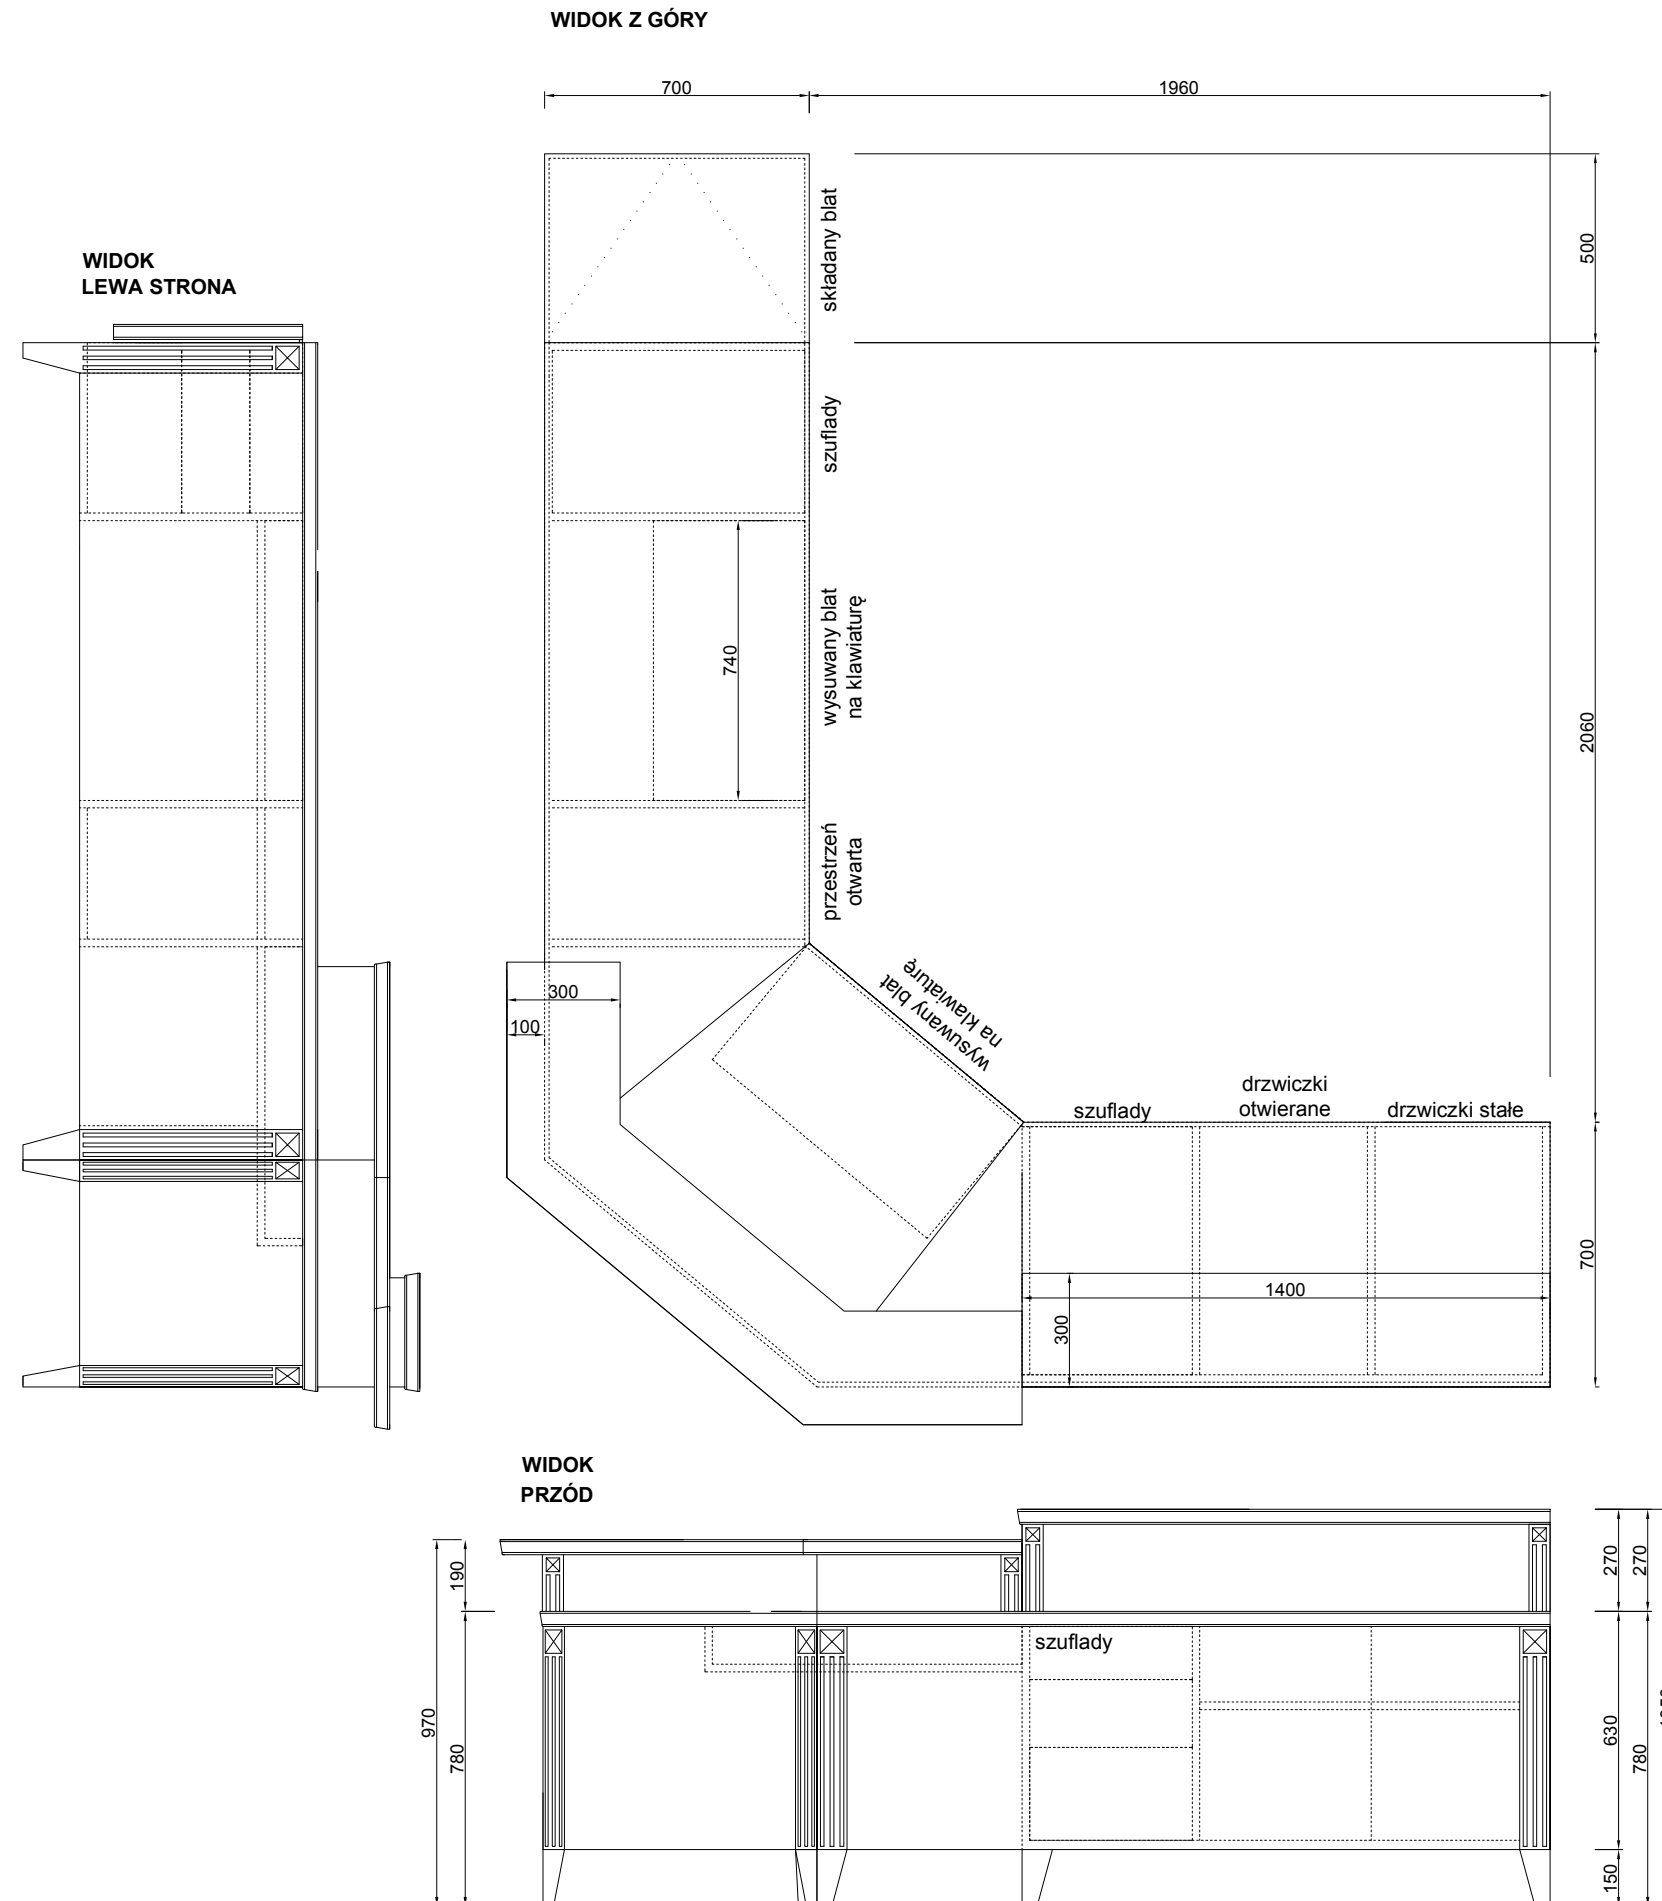 WIDOK Z GÓRY
700
1960
WIDOK
LEWA STRONA
składany blat
500
szuflady
wysuwany blat
na klawiaturę
740
2060
przestrzeń
otwarta
wysuwany blat
na klawiaturę
300
100
szuflady
drzwiczki
otwierane
drzwiczki stałe
700
1400
300
WIDOK
PRZÓD
190
270
270
szuflady
970
780
630
780
150